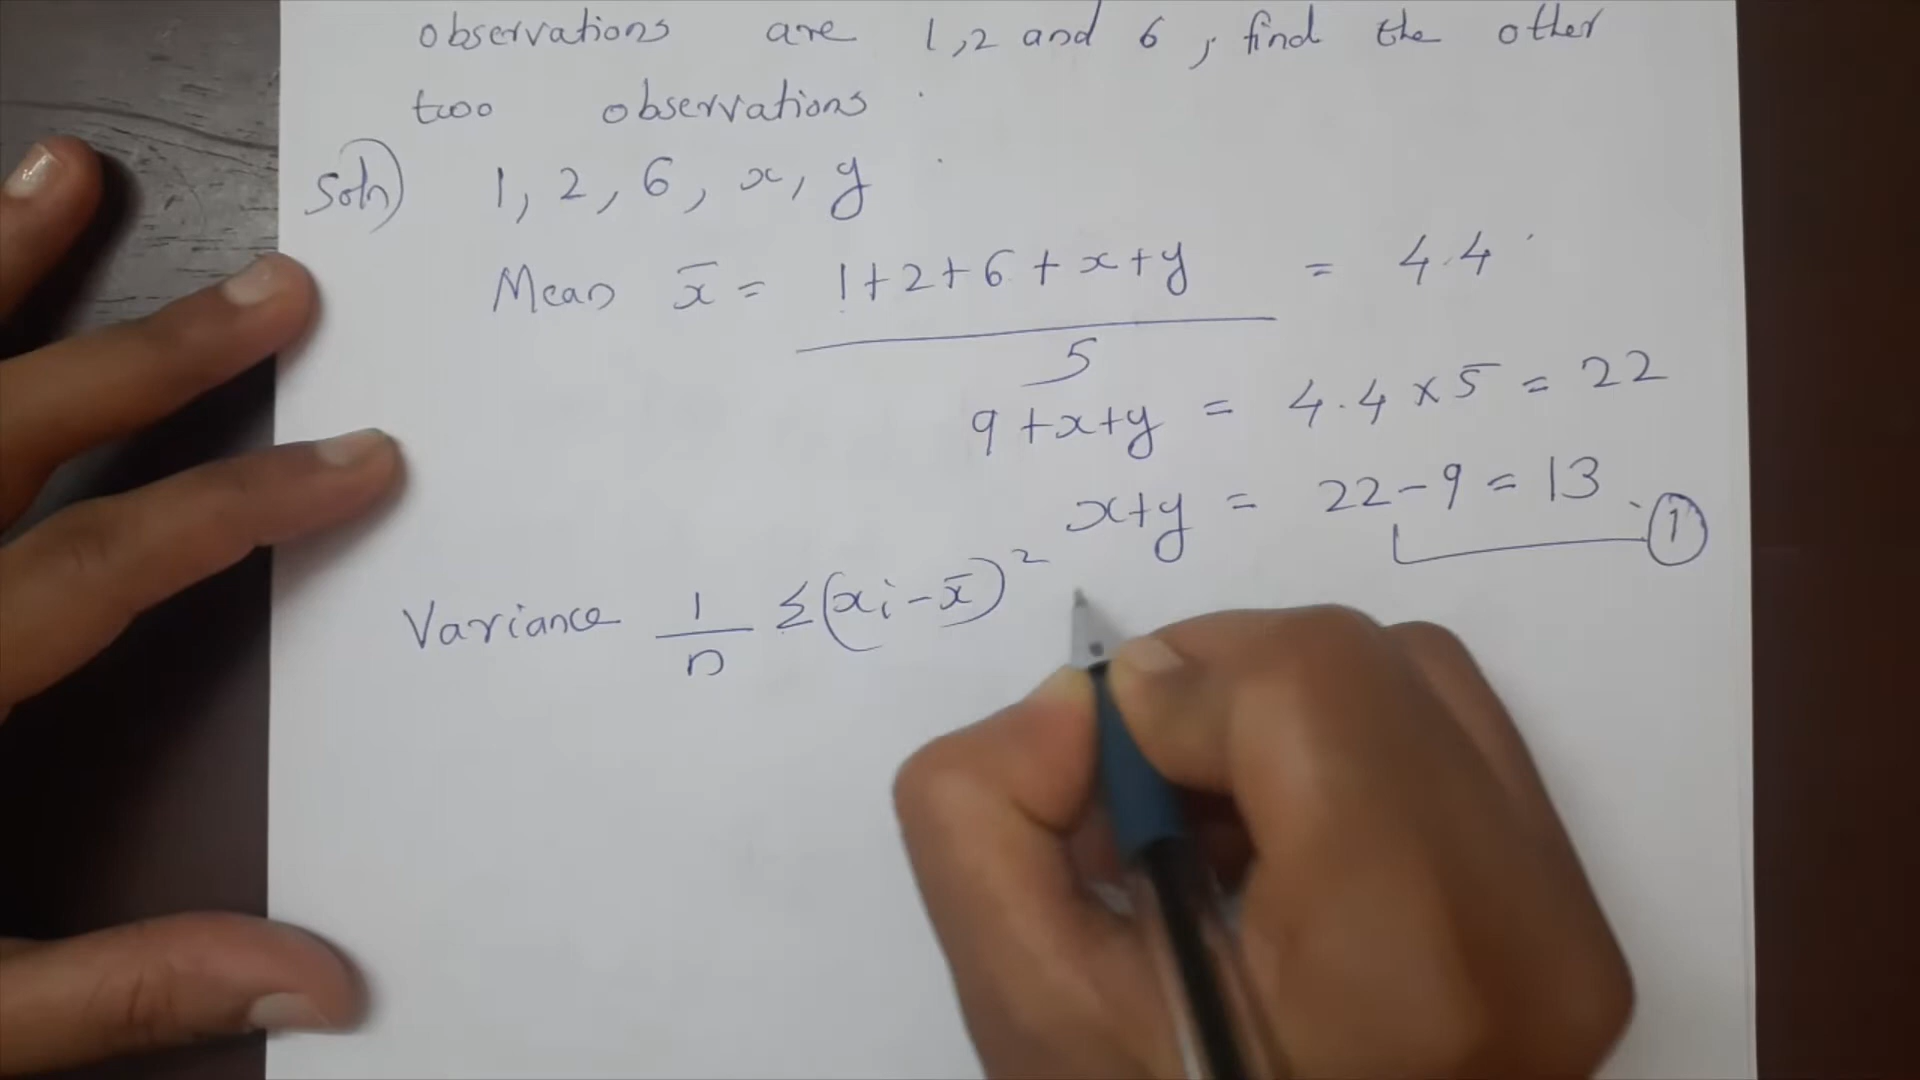 observations are 1,2 and 6, find the other
two observations.
Soln) 1, 2, 6, x, y
Mean x̄ = 1+2+6+x+y / 5 = 4.4
9+x+y = 4.4×5 = 22
x+y = 22-9 = 13 ①
Variance 1/n Σ(xi-x̄)²